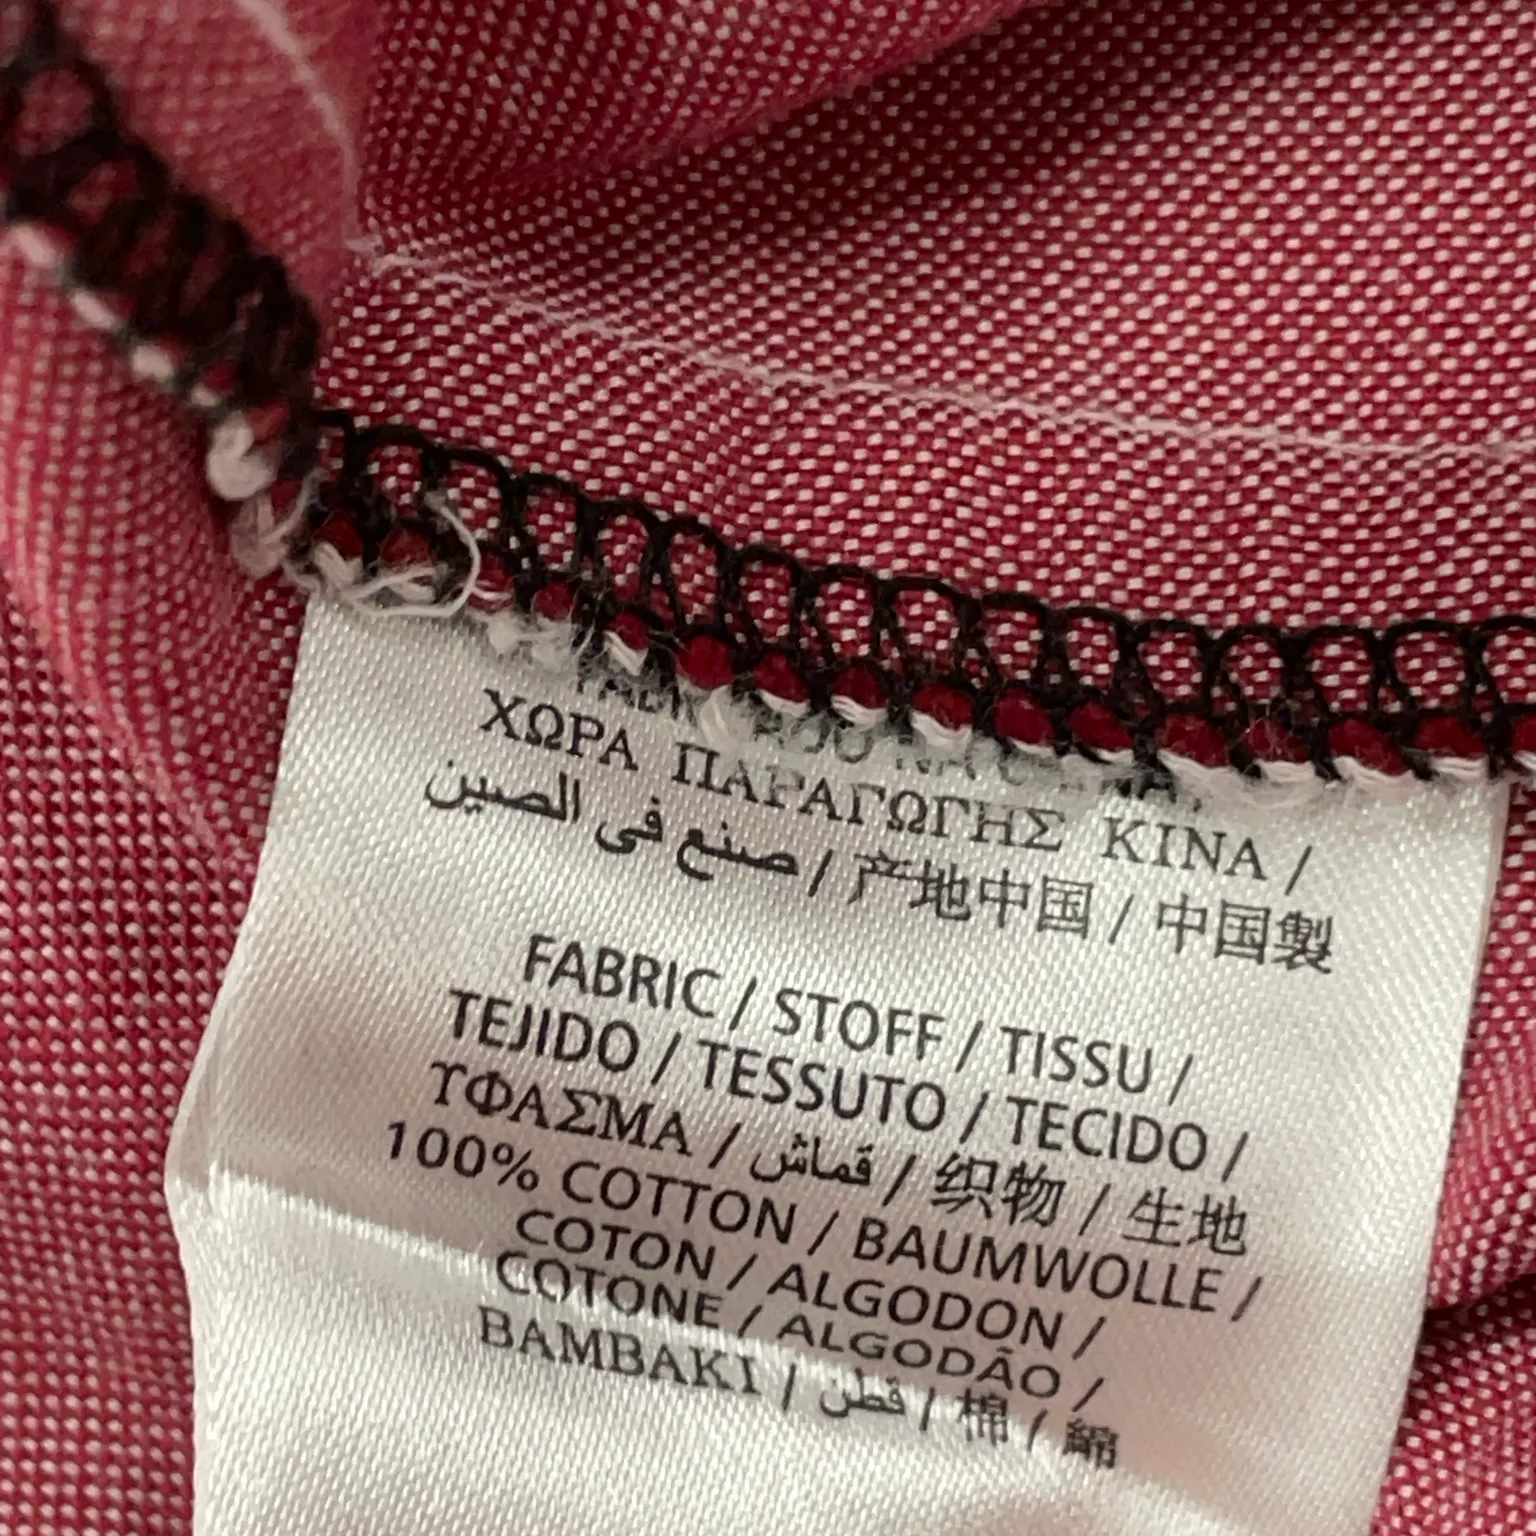 ΧΩΡΑ ΠΑΡΑΓΩΓΗΣ ΚΙΝΑ /
صنع في الصين / 产地中国 / 中国製
FABRIC / STOFF / TISSU /
TEJIDO / TESSUTO / TECIDO /
ΥΦΑΣΜΑ / قماش / 织物 / 生地
100% COTTON / BAUMWOLLE /
COTON / ALGODON /
COTONE / ALGODÃO /
BAMBAKI / قطن / 棉 / 綿